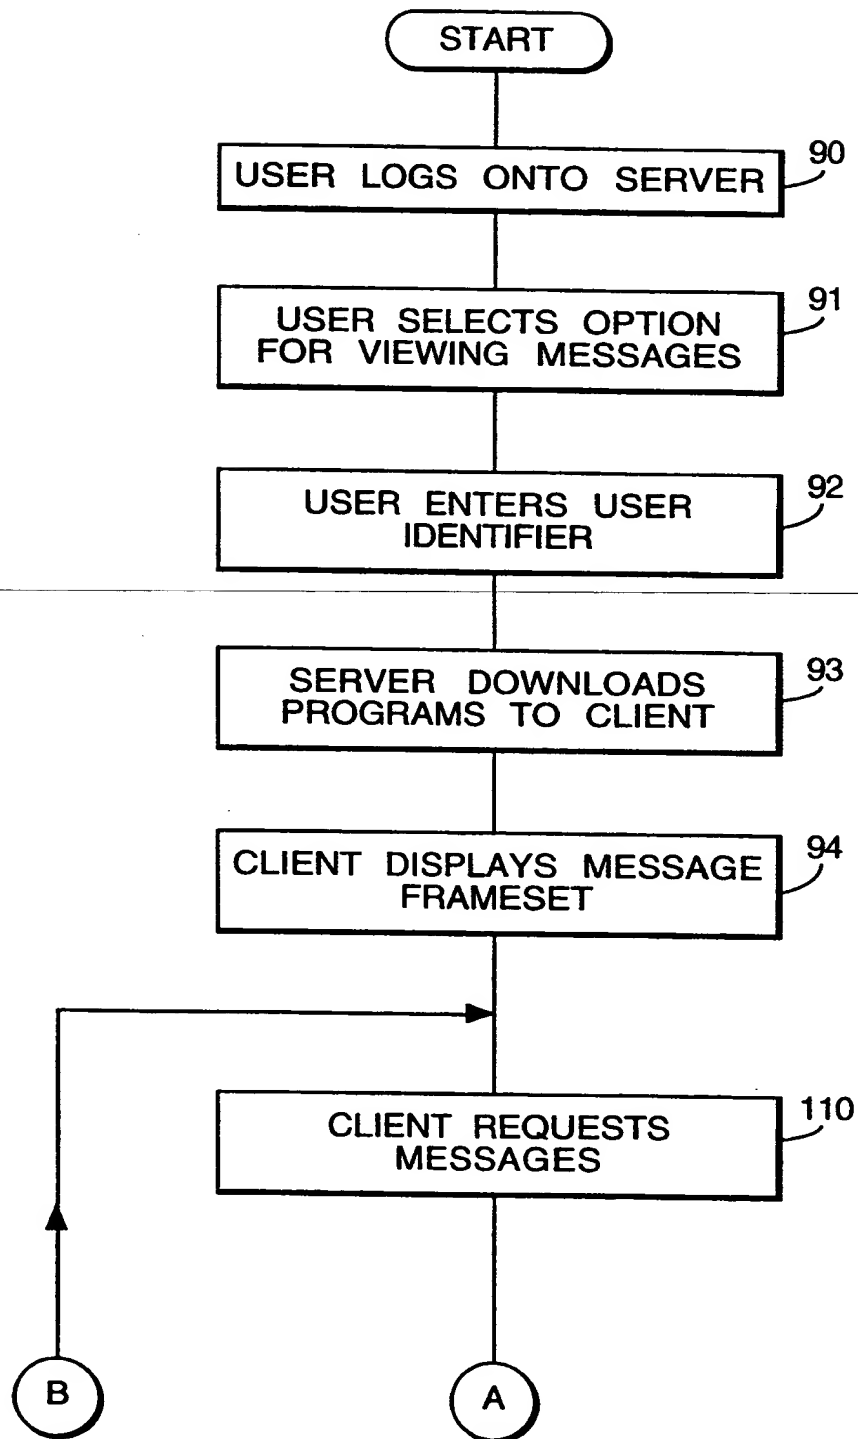 START
90
USER LOGS ONTO SERVER
91
USER SELECTS OPTION
FOR VIEWING MESSAGES
92
USER ENTERS USER
IDENTIFIER
93
SERVER DOWNLOADS
PROGRAMS TO CLIENT
94
CLIENT DISPLAYS MESSAGE
FRAMESET
110
CLIENT REQUESTS
MESSAGES
B
A